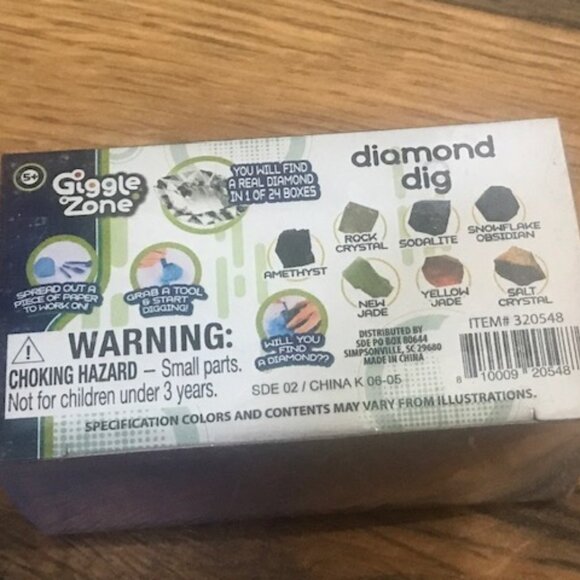 5+
Giggle
Zone
YOU WILL FIND
A REAL DIAMOND
IN 1 OF 24 BOXES
diamond
dig
SPREAD OUT A
PIECE OF PAPER
TO WORK ON!
GRAB A TOOL
& START
DIGGING!
AMETHYST
ROCK
CRYSTAL
SODALITE
SNOWFLAKE
OBSIDIAN
NEW
JADE
YELLOW
JADE
SALT
CRYSTAL
WILL YOU
FIND
A DIAMOND??
DISTRIBUTED BY
SDE PO BOX 80644
SIMPSONVILLE, SC 29680
MADE IN CHINA
ITEM# 320548
8 10009 20548
WARNING:
CHOKING HAZARD — Small parts.
Not for children under 3 years.
SDE 02 / CHINA K 06-05
SPECIFICATION COLORS AND CONTENTS MAY VARY FROM ILLUSTRATIONS.